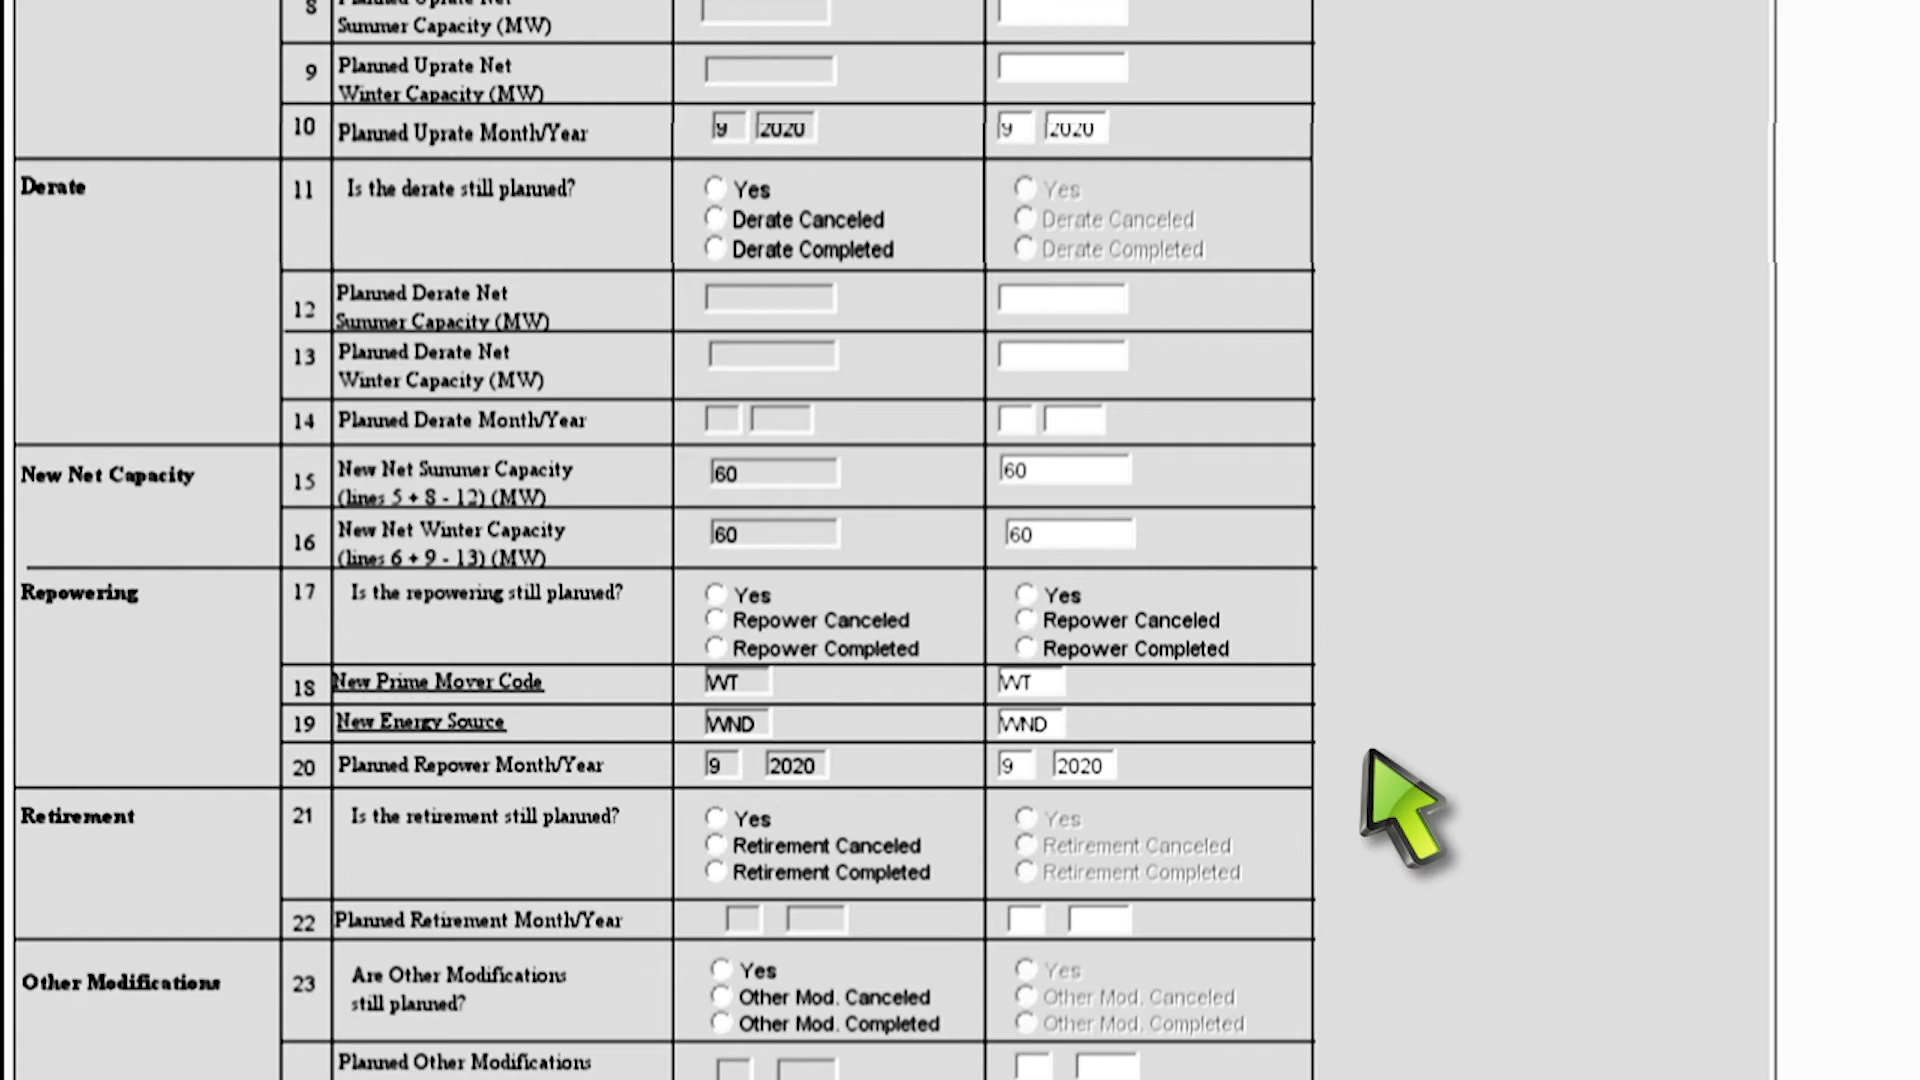 8
Summer Capacity (MW)
9 Planned Uprate Net
Winter Capacity (MW)
10 Planned Uprate Month/Year 9 2020 9 2020
Derate 11 Is the derate still planned? Yes Yes
Derate Canceled Derate Canceled
Derate Completed Derate Completed
12 Planned Derate Net
Summer Capacity (MW)
13 Planned Derate Net
Winter Capacity (MW)
14 Planned Derate Month/Year
New Net Capacity 15 New Net Summer Capacity 60 60
(lines 5 + 8 - 12) (MW)
16 New Net Winter Capacity 60 60
(lines 6 + 9 - 13) (MW)
Repowering 17 Is the repowering still planned? Yes Yes
Repower Canceled Repower Canceled
Repower Completed Repower Completed
18 New Prime Mover Code WT WT
19 New Energy Source WND WND
20 Planned Repower Month/Year 9 2020 9 2020
Retirement 21 Is the retirement still planned? Yes Yes
Retirement Canceled Retirement Canceled
Retirement Completed Retirement Completed
22 Planned Retirement Month/Year
Other Modifications 23 Are Other Modifications Yes Yes
still planned? Other Mod. Canceled Other Mod. Canceled
Other Mod. Completed Other Mod. Completed
Planned Other Modifications